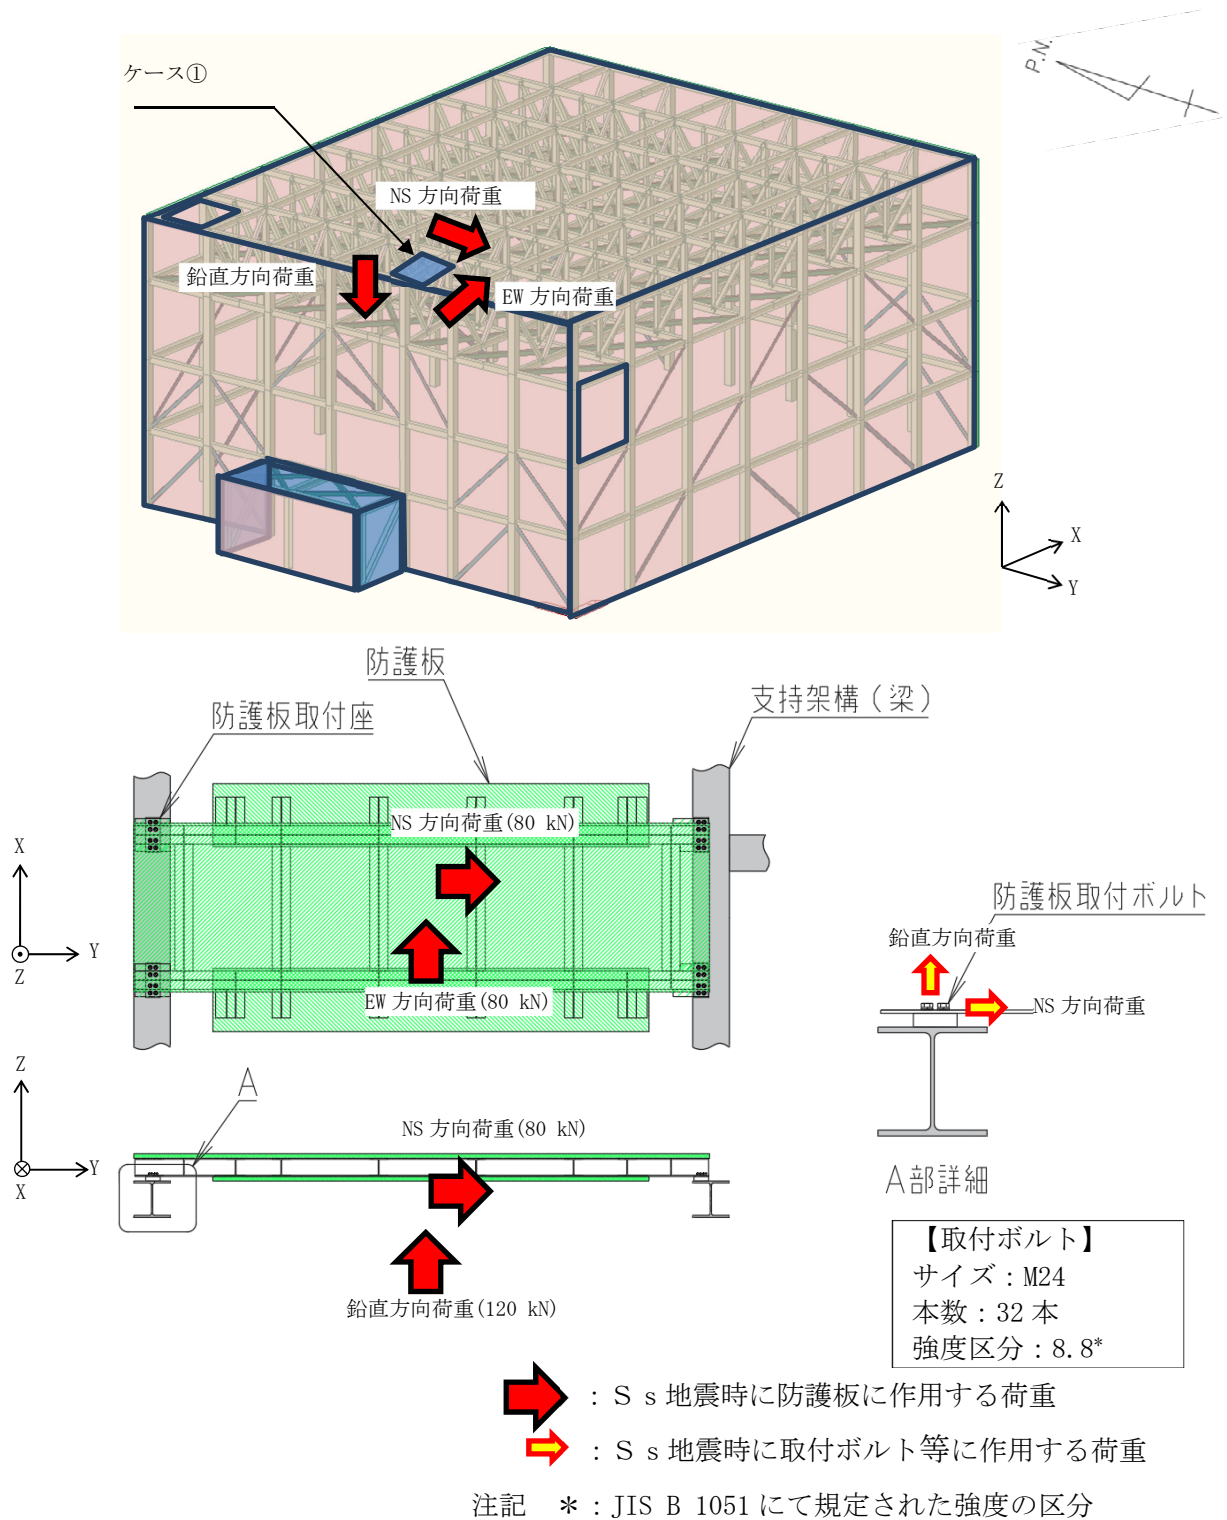 P.N.
ケース①
NS 方向荷重
鉛直方向荷重
EW 方向荷重
Z
X
Y
防護板
防護板取付座
支持架構（梁）
NS 方向荷重(80 kN)
X
Y
Z
EW 方向荷重(80 kN)
防護板取付ボルト
鉛直方向荷重
NS 方向荷重
Z
A
NS 方向荷重(80 kN)
Y
X
鉛直方向荷重(120 kN)
A部詳細
【取付ボルト】
サイズ：M24
本数：32 本
強度区分：8.8*
：Ｓｓ地震時に防護板に作用する荷重
：Ｓｓ地震時に取付ボルト等に作用する荷重
注記　＊：JIS B 1051 にて規定された強度の区分